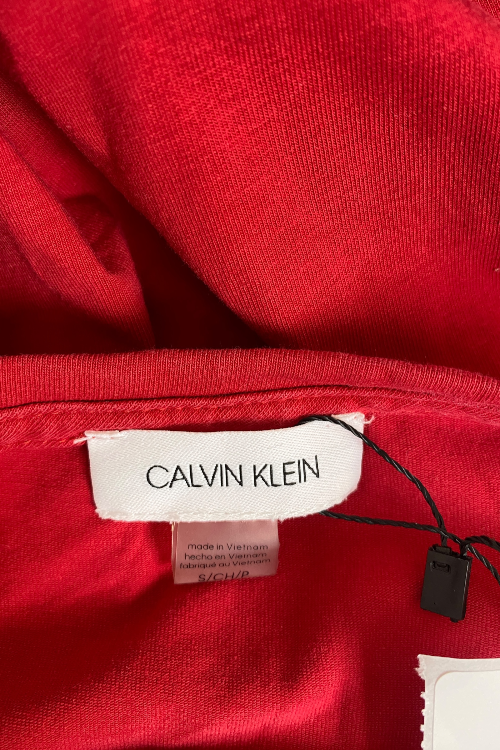 CALVIN KLEIN
made in Vietnam
hecho en Vietnam
fabriqué au Vietnam
S/CH/P